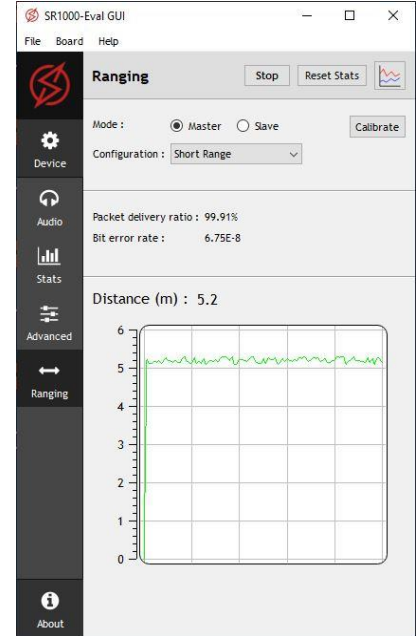 SR1000-Eval GUI
File Board Help
Device
Audio
Stats
Advanced
Ranging
About
Ranging Stop Reset Stats
Mode : Master Slave Calibrate
Configuration : Short Range
Packet delivery ratio : 99.91%
Bit error rate : 6.75E-8
Distance (m) : 5.2
6
5
4
3
2
1
0